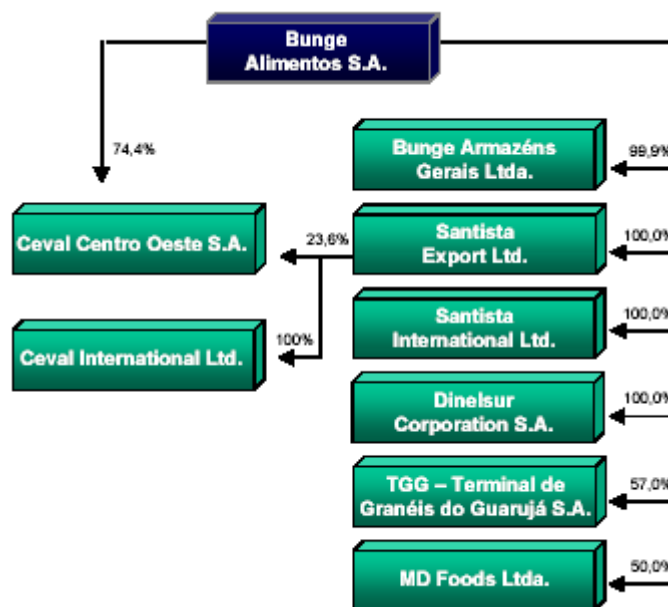 Bunge
Alimentos S.A.
74,4%
Bunge Armazéns
Gerais Ltda.
99,9%
Ceval Centro Oeste S.A.
23,6%
Santista
Export Ltd.
100,0%
Ceval International Ltd.
100%
Santista
International Ltd.
100,0%
Dinelsur
Corporation S.A.
100,0%
TGG – Terminal de
Granéis do Guarujá S.A.
57,0%
MD Foods Ltda.
50,0%